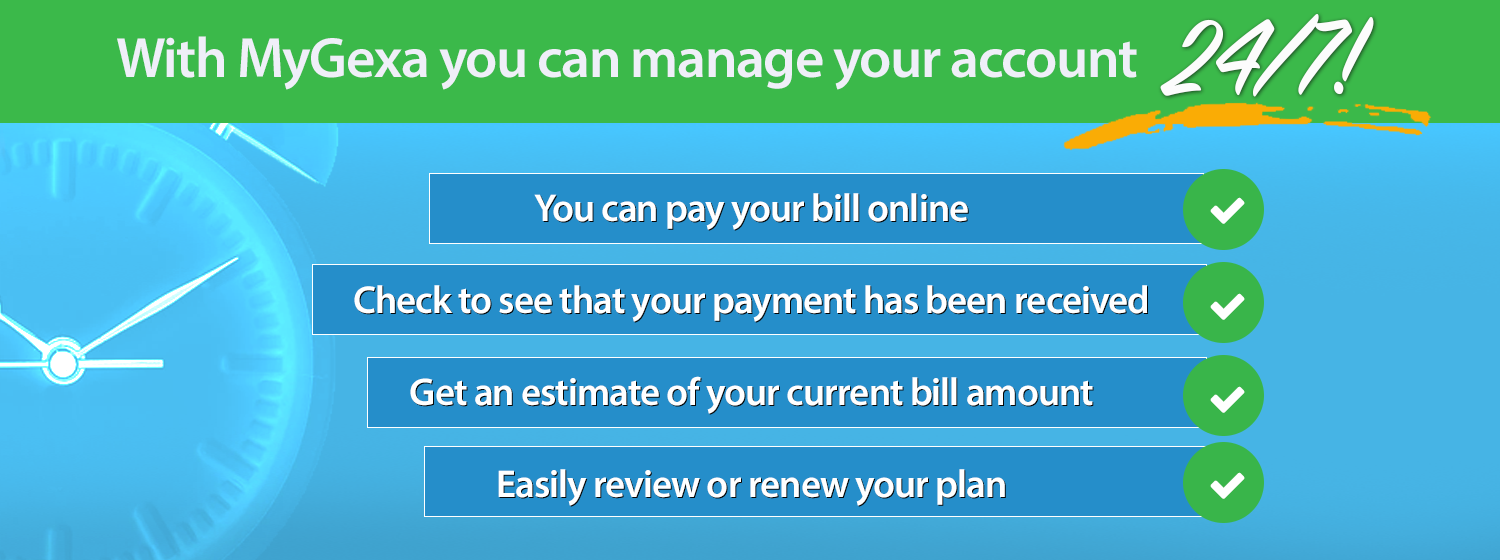 With MyGexa you can manage your account 24/7!
You can pay your bill online
Check to see that your payment has been received
Get an estimate of your current bill amount
Easily review or renew your plan